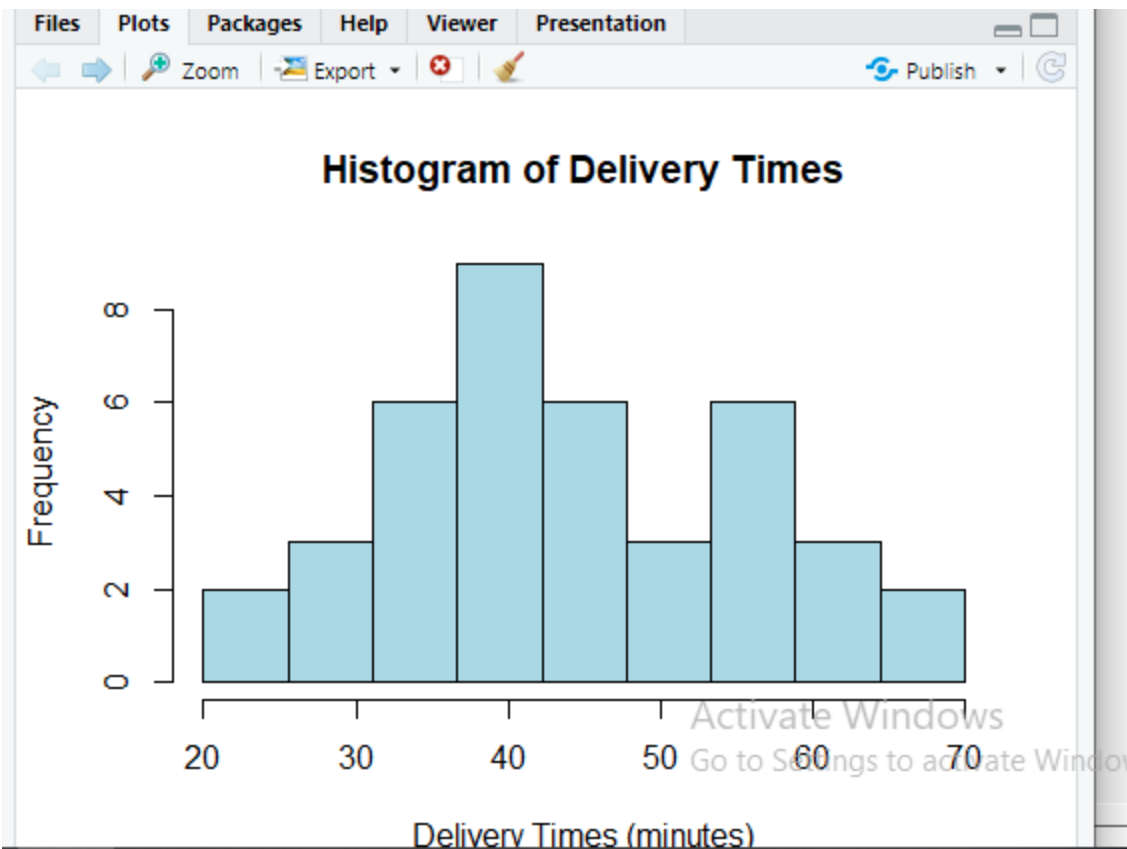 Files Plots Packages Help Viewer Presentation
Zoom Export Publish
Histogram of Delivery Times
Frequency
8
6
4
2
0
20 30 40 50 60 70
Delivery Times (minutes)
Activate Windows
Go to Settings to activate Window